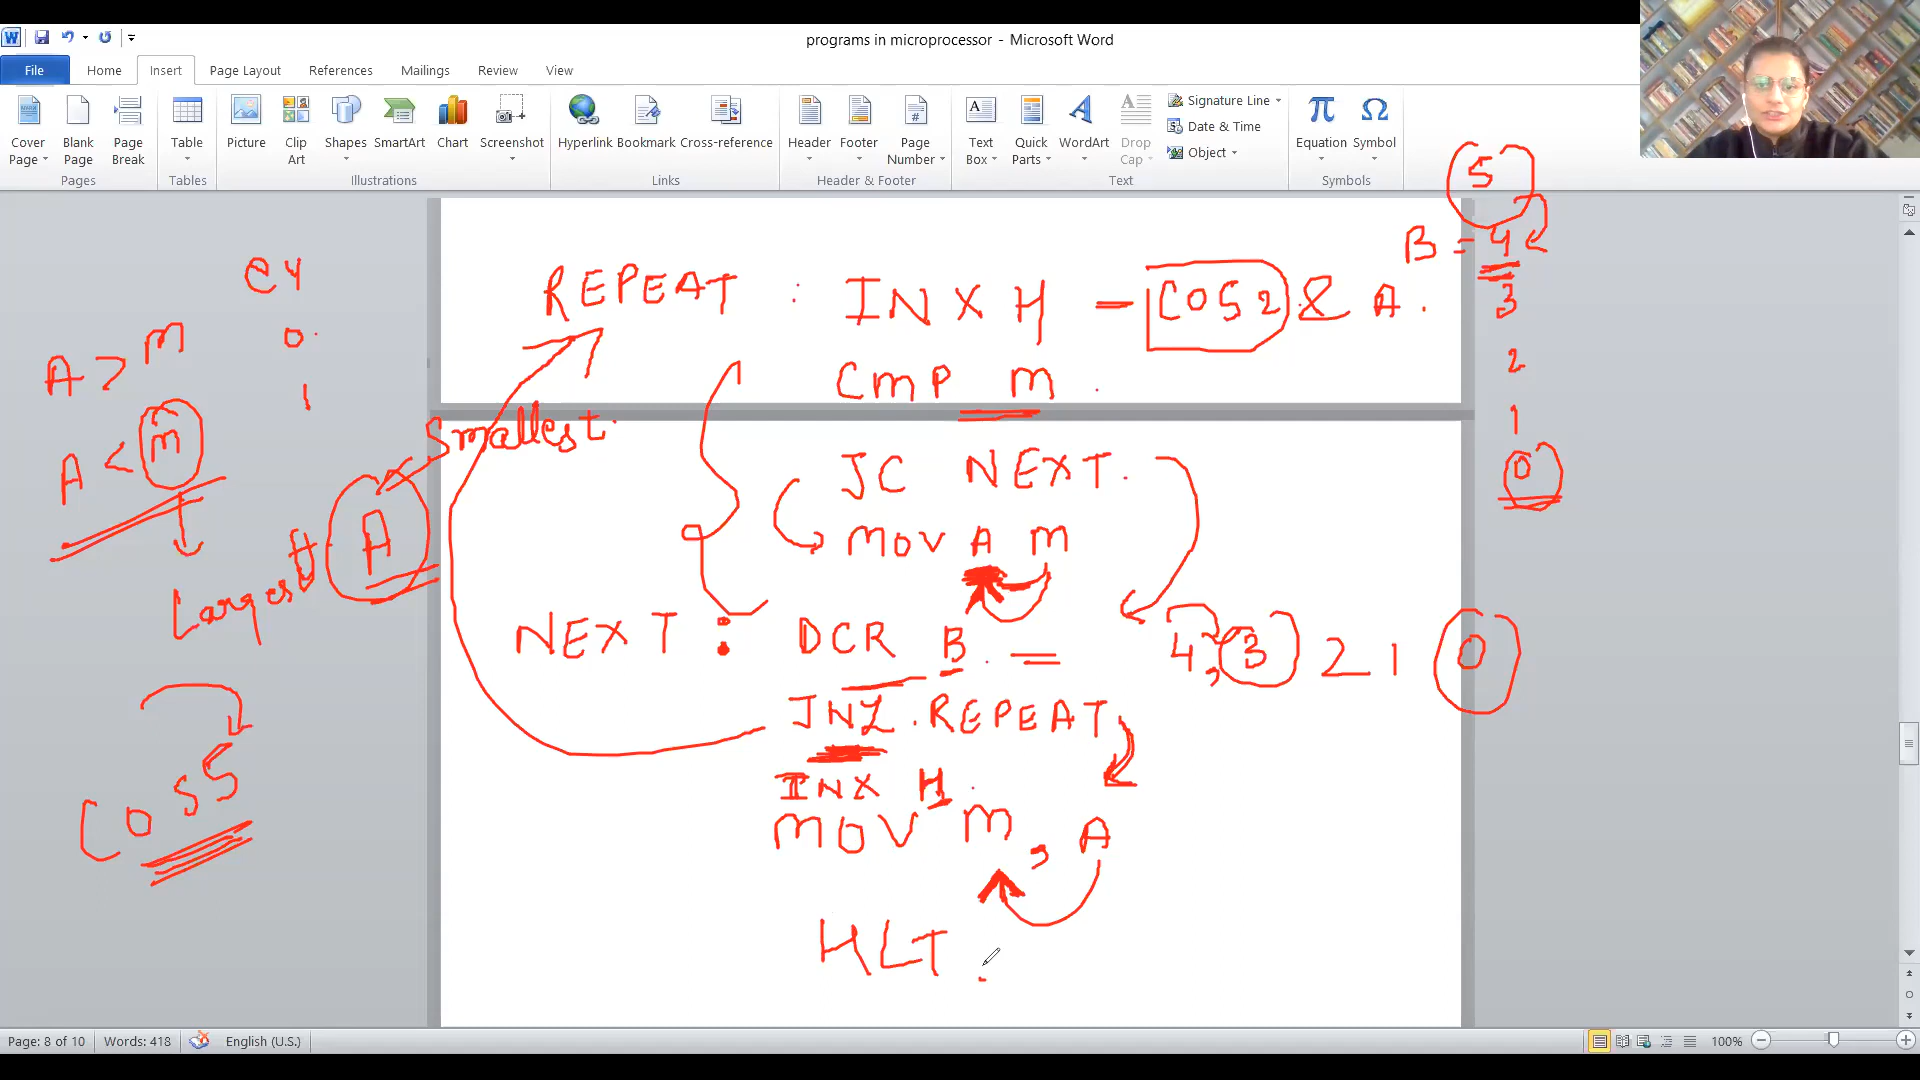 programs in microprocessor - Microsoft Word
File Home Insert Page Layout References Mailings Review View
Cover Page Blank Page Page Break Table Picture Clip Art Shapes SmartArt Chart Screenshot Hyperlink Bookmark Cross-reference Header Footer Page Number Text Box Quick Parts WordArt Drop Cap Signature Line Date & Time Object Equation Symbol
Pages Tables Illustrations Links Header & Footer Text Symbols
5
B = 4
3
2
1
0
CY
0
1
A > M
A < M
Largest
A
Smallest
C055
REPEAT : INX H - C052 & A.
CMP M.
JC NEXT.
MOV A M
NEXT : DCR B. = 4, 3 2 1 0
JNZ . REPEAT
INX H.
MOV M, A
HLT.
Page: 8 of 10 Words: 418 English (U.S.) 100%